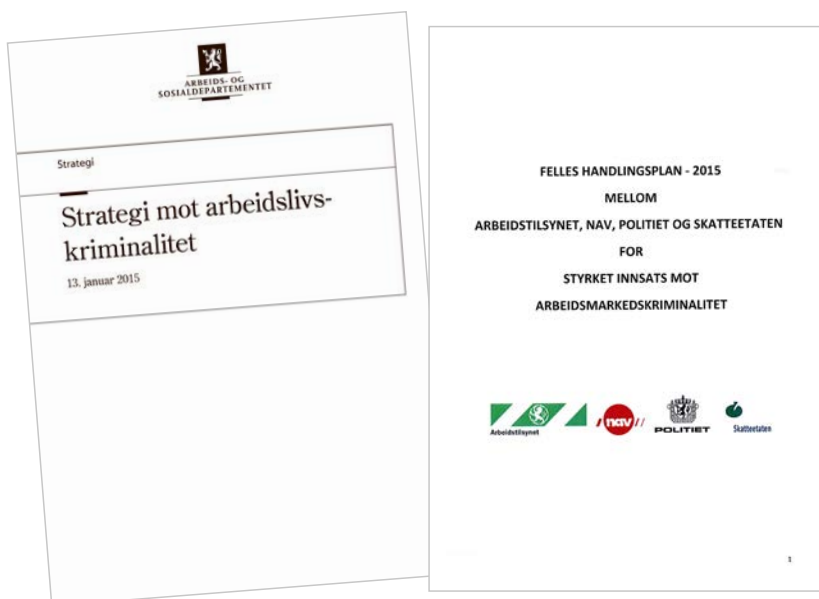 ARBEIDS- OG
SOSIALDEPARTEMENTET
Strategi
Strategi mot arbeidslivs-
kriminalitet
13. januar 2015
FELLES HANDLINGSPLAN - 2015
MELLOM
ARBEIDSTILSYNET, NAV, POLITIET OG SKATTEETATEN
FOR
STYRKET INNSATS MOT
ARBEIDSMARKEDSKRIMINALITET
Arbeidstilsynet
nav
POLITIET
Skatteetaten
1